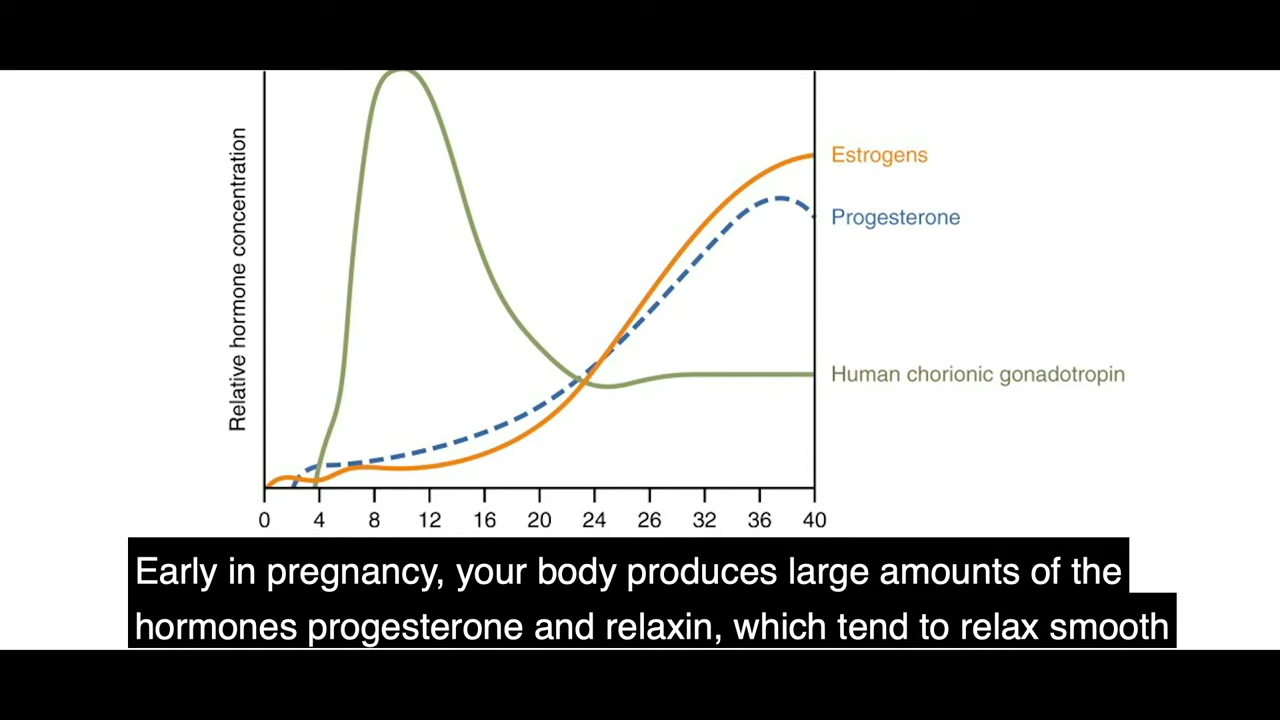 Estrogens
Relative hormone concentration
Progesterone
Human chorionic gonadotropin
0 4 8 12 16 20 24 26 32 36 40
Early in pregnancy, your body produces large amounts of the
hormones progesterone and relaxin, which tend to relax smooth